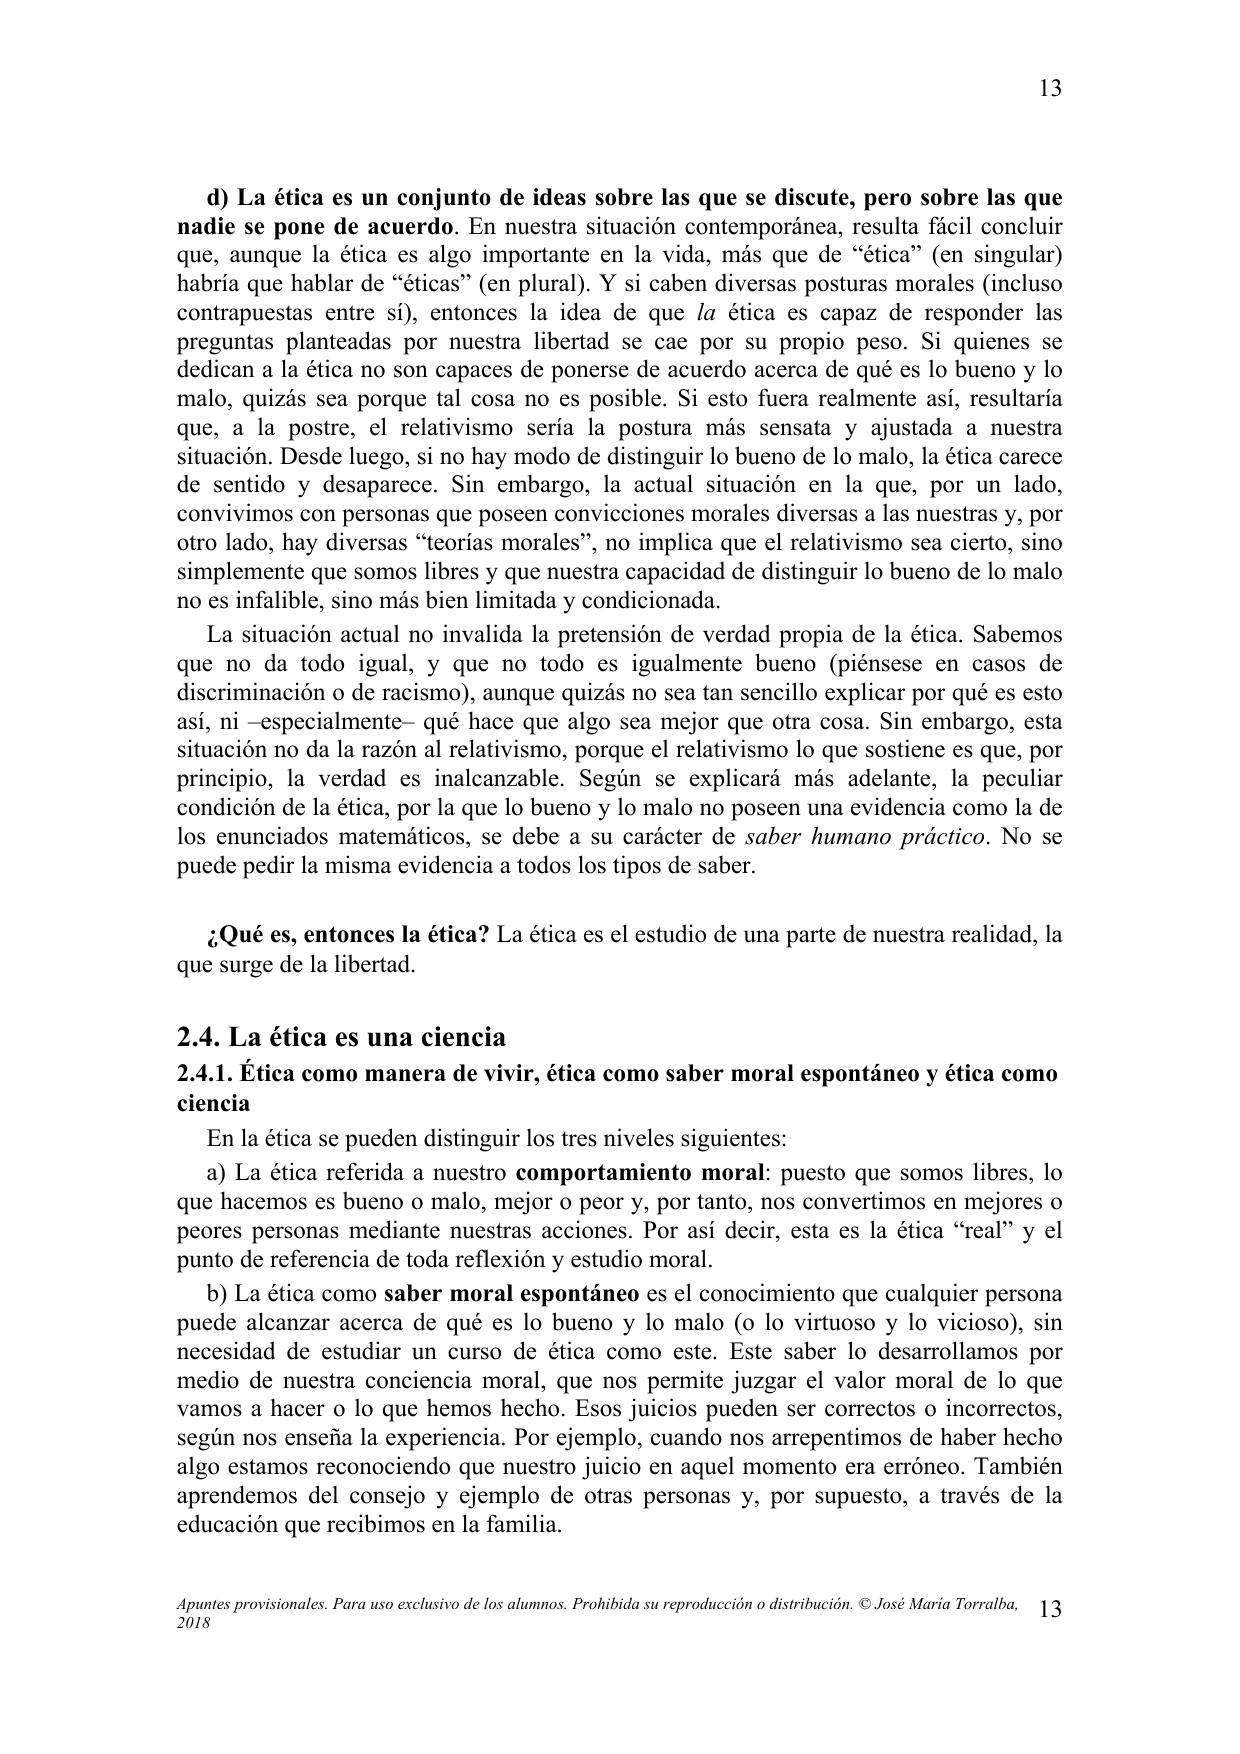 13
d) La ética es un conjunto de ideas sobre las que se discute, pero sobre las que
nadie se pone de acuerdo. En nuestra situación contemporánea, resulta fácil concluir
que, aunque la ética es algo importante en la vida, más que de “ética” (en singular)
habría que hablar de “éticas” (en plural). Y si caben diversas posturas morales (incluso
contrapuestas entre sí), entonces la idea de que la ética es capaz de responder las
preguntas planteadas por nuestra libertad se cae por su propio peso. Si quienes se
dedican a la ética no son capaces de ponerse de acuerdo acerca de qué es lo bueno y lo
malo, quizás sea porque tal cosa no es posible. Si esto fuera realmente así, resultaría
que, a la postre, el relativismo sería la postura más sensata y ajustada a nuestra
situación. Desde luego, si no hay modo de distinguir lo bueno de lo malo, la ética carece
de sentido y desaparece. Sin embargo, la actual situación en la que, por un lado,
convivimos con personas que poseen convicciones morales diversas a las nuestras y, por
otro lado, hay diversas “teorías morales”, no implica que el relativismo sea cierto, sino
simplemente que somos libres y que nuestra capacidad de distinguir lo bueno de lo malo
no es infalible, sino más bien limitada y condicionada.
La situación actual no invalida la pretensión de verdad propia de la ética. Sabemos
que no da todo igual, y que no todo es igualmente bueno (piénsese en casos de
discriminación o de racismo), aunque quizás no sea tan sencillo explicar por qué es esto
así, ni –especialmente– qué hace que algo sea mejor que otra cosa. Sin embargo, esta
situación no da la razón al relativismo, porque el relativismo lo que sostiene es que, por
principio, la verdad es inalcanzable. Según se explicará más adelante, la peculiar
condición de la ética, por la que lo bueno y lo malo no poseen una evidencia como la de
los enunciados matemáticos, se debe a su carácter de saber humano práctico. No se
puede pedir la misma evidencia a todos los tipos de saber.
¿Qué es, entonces la ética? La ética es el estudio de una parte de nuestra realidad, la
que surge de la libertad.
2.4. La ética es una ciencia
2.4.1. Ética como manera de vivir, ética como saber moral espontáneo y ética como
ciencia
En la ética se pueden distinguir los tres niveles siguientes:
a) La ética referida a nuestro comportamiento moral: puesto que somos libres, lo
que hacemos es bueno o malo, mejor o peor y, por tanto, nos convertimos en mejores o
peores personas mediante nuestras acciones. Por así decir, esta es la ética “real” y el
punto de referencia de toda reflexión y estudio moral.
b) La ética como saber moral espontáneo es el conocimiento que cualquier persona
puede alcanzar acerca de qué es lo bueno y lo malo (o lo virtuoso y lo vicioso), sin
necesidad de estudiar un curso de ética como este. Este saber lo desarrollamos por
medio de nuestra conciencia moral, que nos permite juzgar el valor moral de lo que
vamos a hacer o lo que hemos hecho. Esos juicios pueden ser correctos o incorrectos,
según nos enseña la experiencia. Por ejemplo, cuando nos arrepentimos de haber hecho
algo estamos reconociendo que nuestro juicio en aquel momento era erróneo. También
aprendemos del consejo y ejemplo de otras personas y, por supuesto, a través de la
educación que recibimos en la familia.
Apuntes provisionales. Para uso exclusivo de los alumnos. Prohibida su reproducción o distribución. © José María Torralba, 13
2018